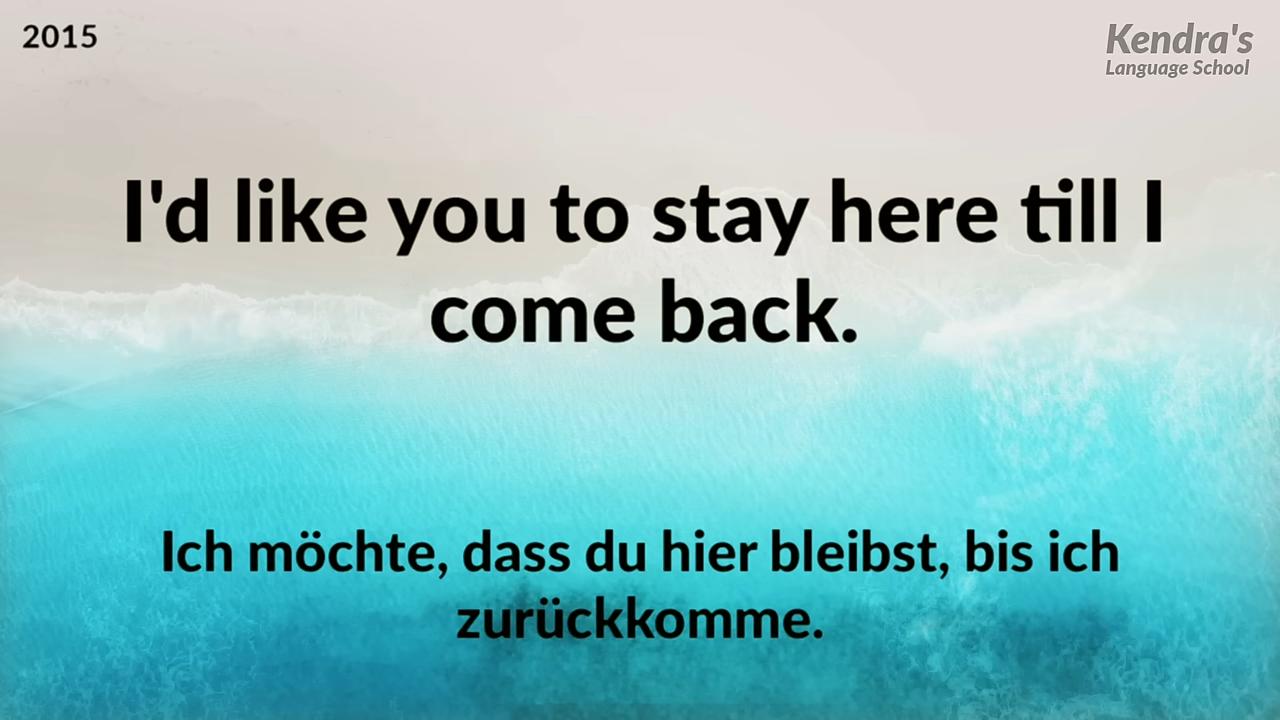 2015
Kendra's
Language School
I'd like you to stay here till I
come back.
Ich möchte, dass du hier bleibst, bis ich
zurückkomme.